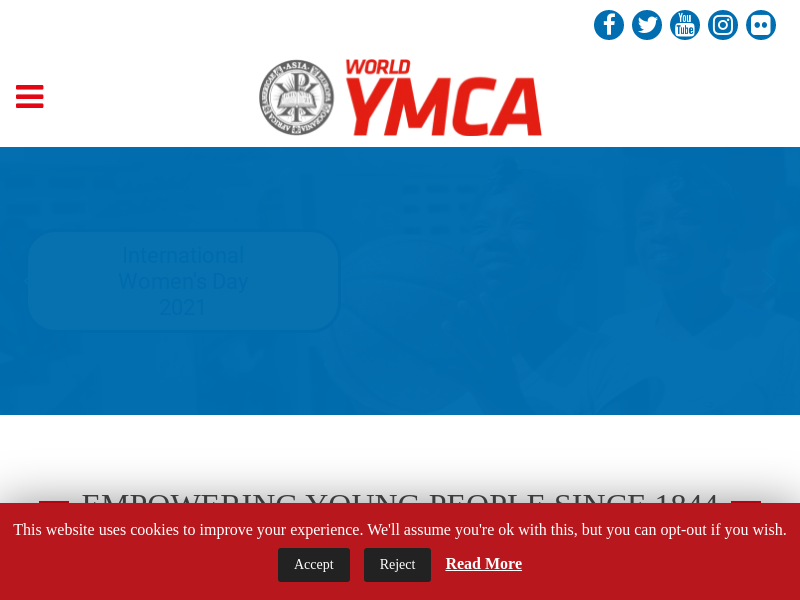 WORLD
YMCA
International
Women's Day
2021
EMPOWERING YOUNG PEOPLE SINCE 1844
This website uses cookies to improve your experience. We'll assume you're ok with this, but you can opt-out if you wish.
Accept Reject Read More